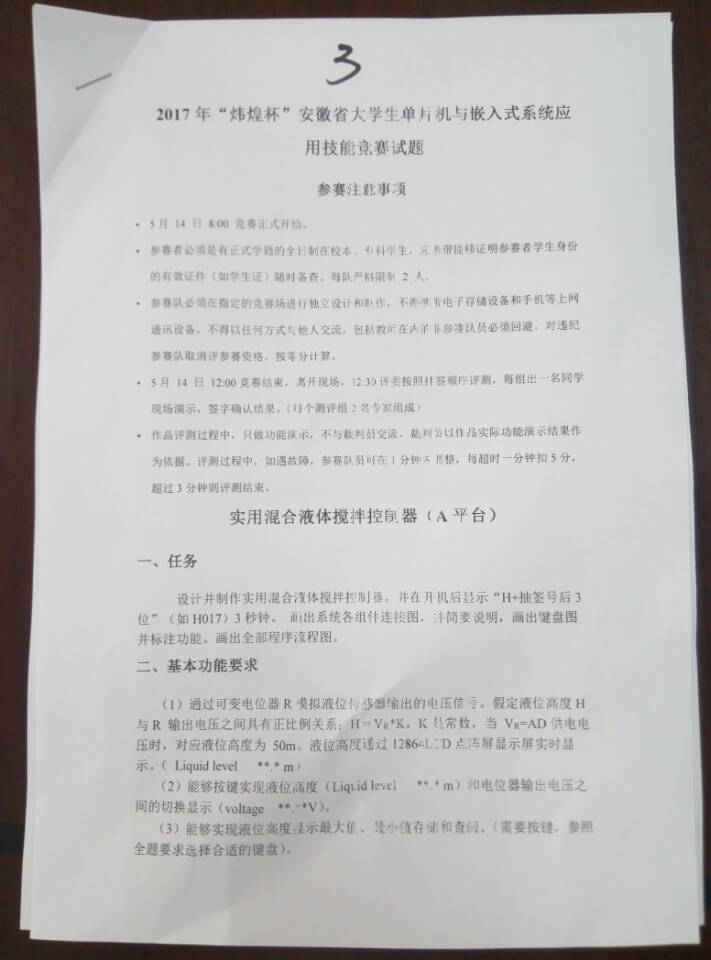 3
2017年“炜煌杯”安徽省大学生单片机与嵌入式系统应
用技能竞赛试题
参赛注意事项
• 5月 14 日 8:00 竞赛正式开始。
• 参赛者必须是有正式学籍的全日制在校本、专科学生，应携带能够证明参赛者学生身份
的有效证件（如学生证）随时备查。每队严格限制 2 人。
• 参赛队必须在指定的竞赛场进行独立设计和制作，不得携带电子存储设备和手机等上网
通讯设备，不得以任何方式与他人交流，包括教师在内的非参赛队员必须回避，对违纪
参赛队取消评参赛资格，按零分计算。
• 5月 14 日 12:00 竞赛结束，离开现场，12:30 评委按照抽签顺序评测，每组出一名同学
现场演示，签字确认结果。（每个测评组 2 名专家组成）
• 作品评测过程中，只做功能演示，不与裁判员交流，裁判员以作品实际功能演示结果作
为依据。评测过程中，如遇故障，参赛队员可在 1 分钟内调整，每超时一分钟扣 5 分，
超过 3 分钟则评测结束。
实用混合液体搅拌控制器（A 平台）
一、任务
设计并制作实用混合液体搅拌控制器。并在开机后显示“H+抽签号后 3
位”（如 H017）3 秒钟。 画出系统各组件连接图，并简要说明，画出键盘图
并标注功能。画出全部程序流程图。
二、基本功能要求
（1）通过可变电位器 R 模拟液位传感器输出的电压信号。假定液位高度 H
与 R 输出电压之间具有正比例关系：H＝VR*K，K 是常数，当 VR=AD 供电电
压时，对应液位高度为 50m。液位高度通过 12864LCD 点阵屏显示屏实时显
示。（ Liquid level **.* m）
（2）能够按键实现液位高度（Liquid level **.* m）和电位器输出电压之
间的切换显示（voltage **.**V）。
（3）能够实现液位高度显示最大值、最小值存储和查询。（需要按键，参照
全题要求选择合适的键盘）。